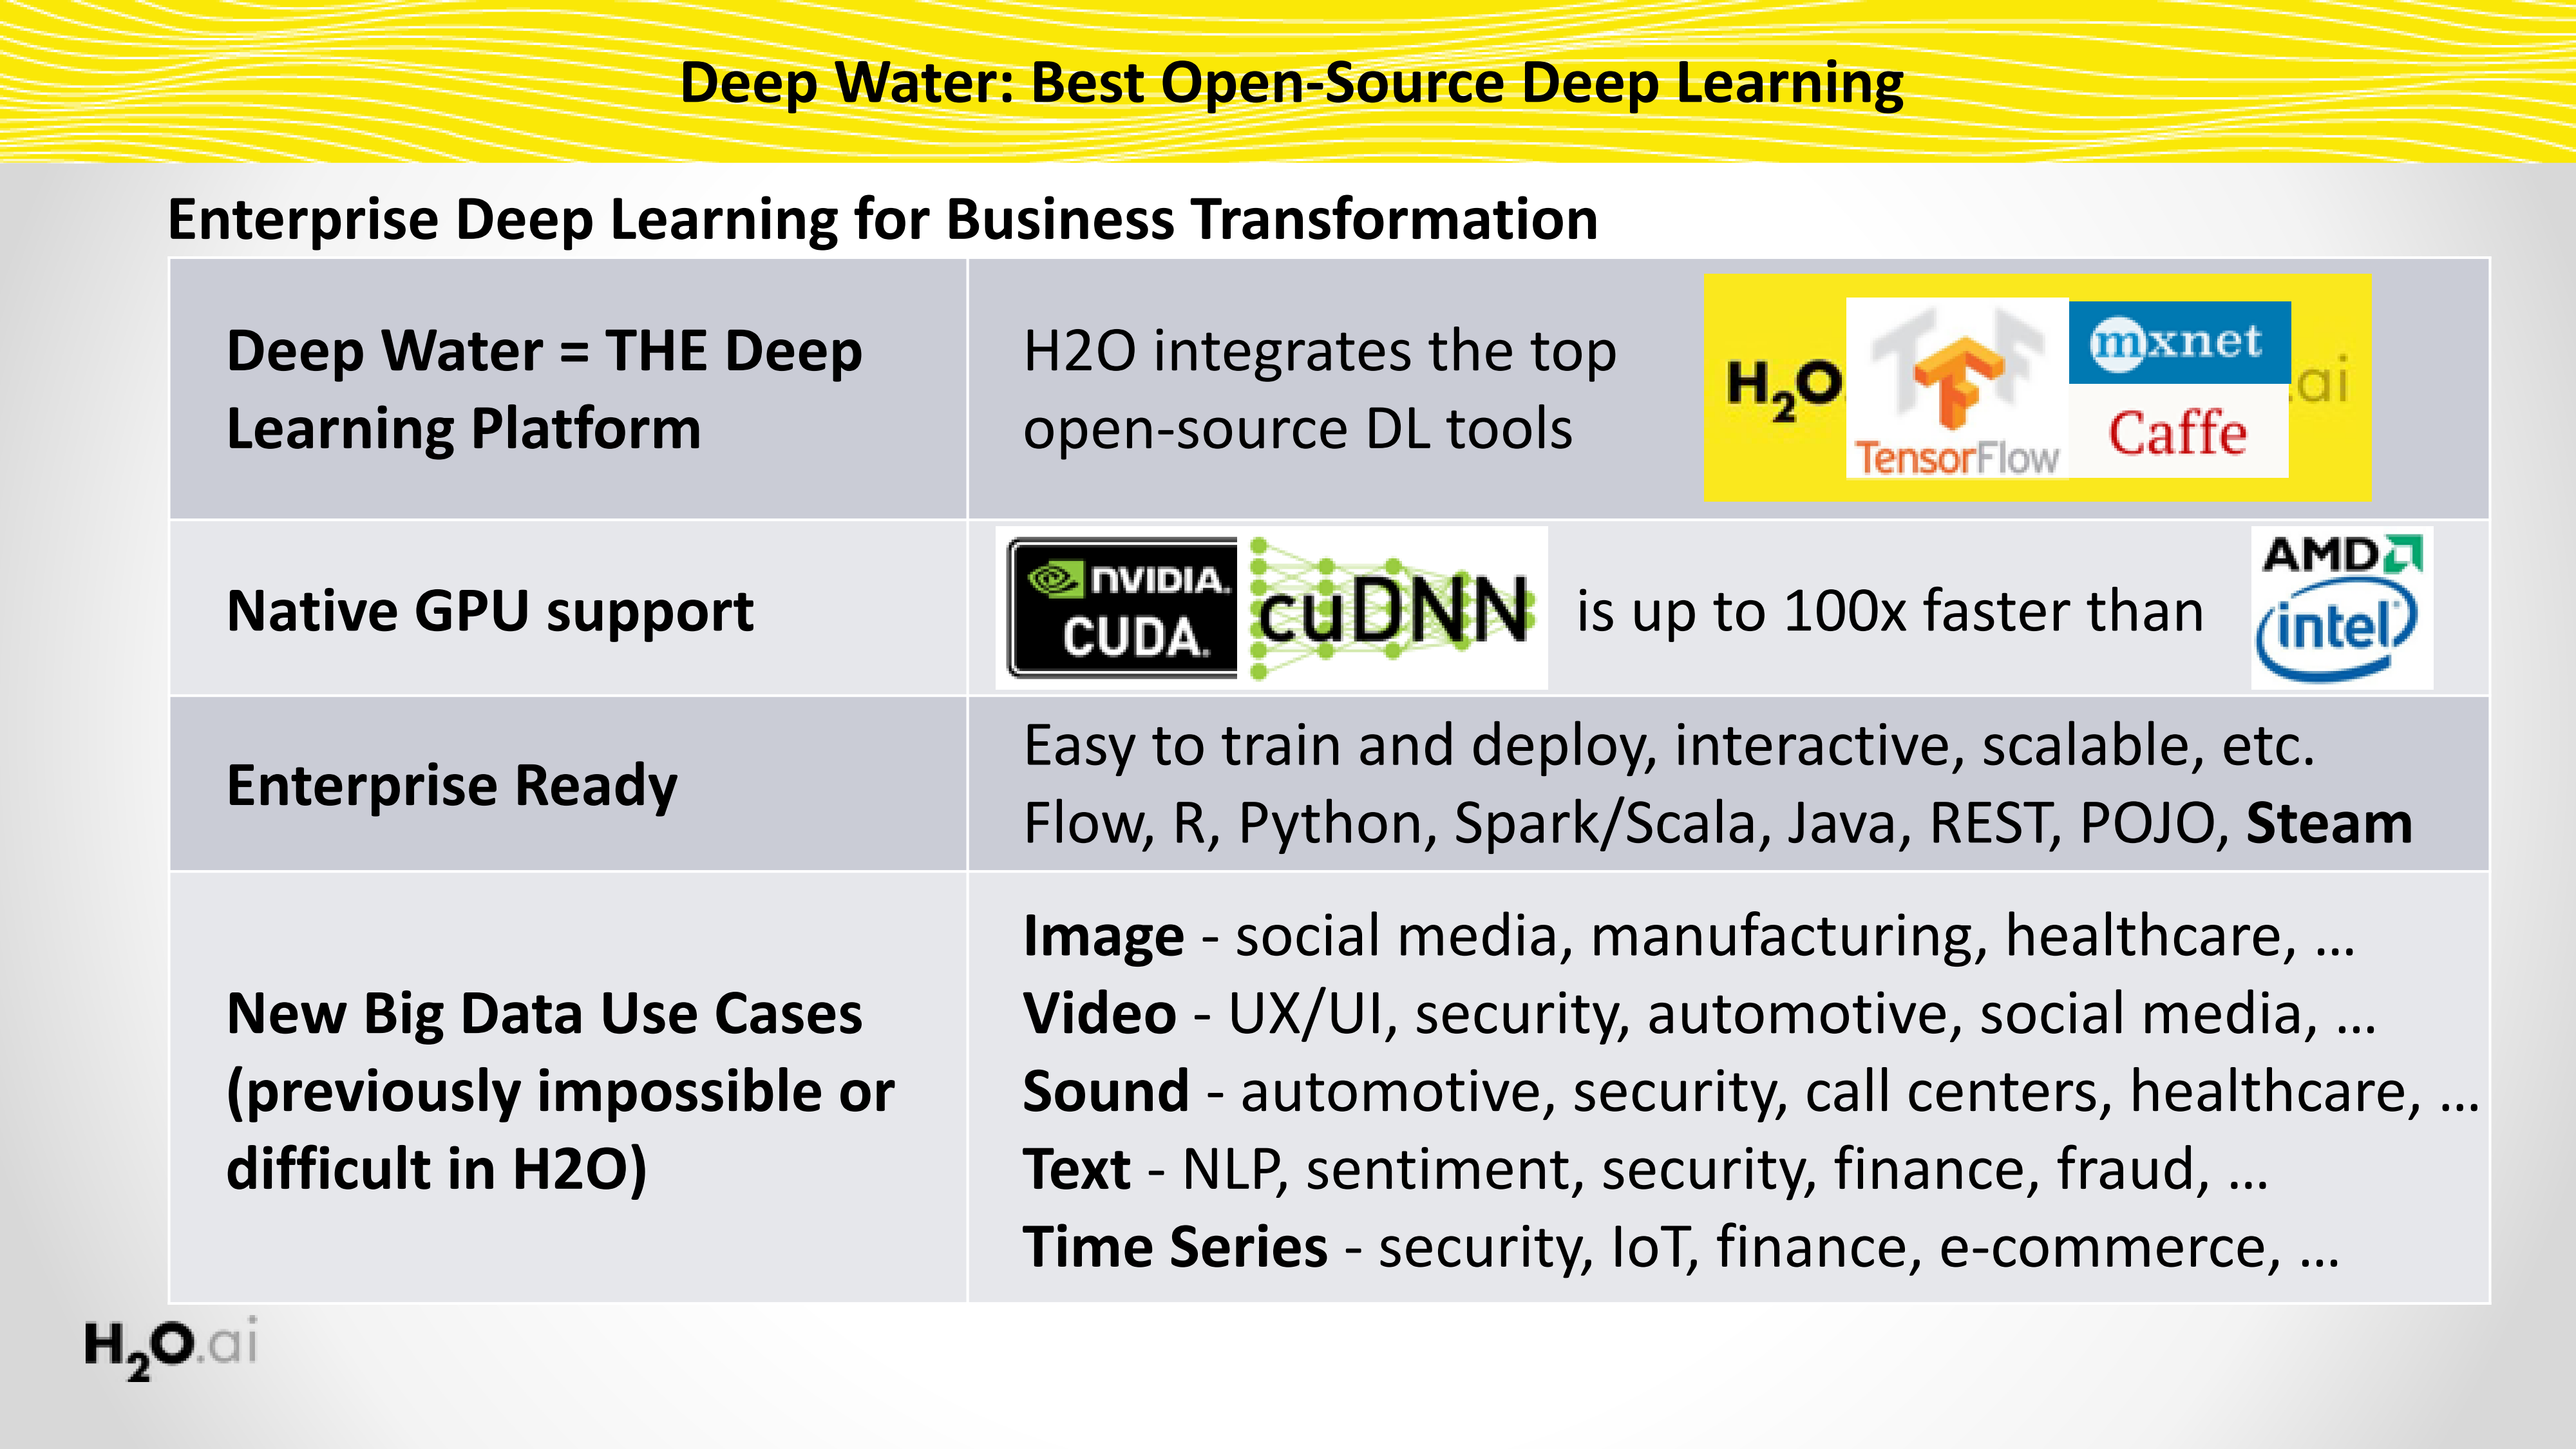 Deep Water: Best Open-Source Deep Learning
Enterprise Deep Learning for Business Transformation
Deep Water = THE Deep
Learning Platform
H2O integrates the top
open-source DL tools
H2O
TensorFlow
mxnet
Caffe
.ai
Native GPU support
NVIDIA.
CUDA.
cuDNN
is up to 100x faster than
AMD
intel
Enterprise Ready
Easy to train and deploy, interactive, scalable, etc.
Flow, R, Python, Spark/Scala, Java, REST, POJO, Steam
New Big Data Use Cases
(previously impossible or
difficult in H2O)
Image - social media, manufacturing, healthcare, ...
Video - UX/UI, security, automotive, social media, ...
Sound - automotive, security, call centers, healthcare, ...
Text - NLP, sentiment, security, finance, fraud, ...
Time Series - security, IoT, finance, e-commerce, ...
H2O.ai